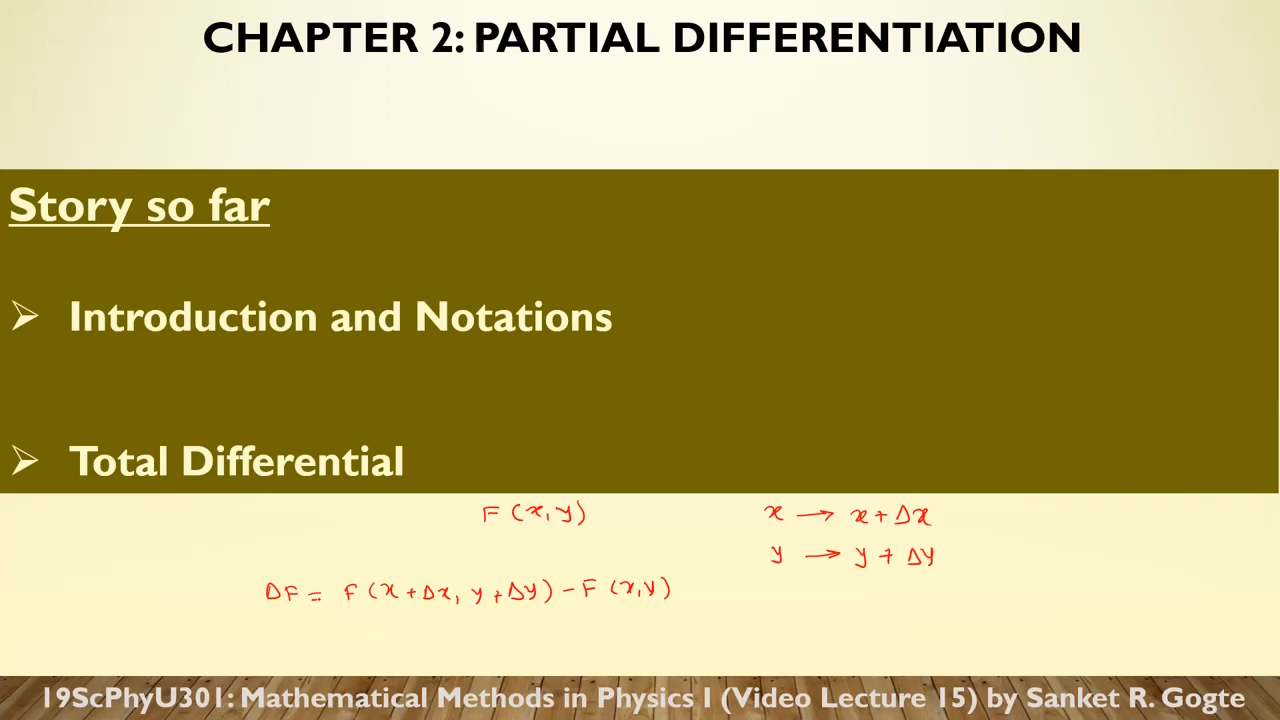 CHAPTER 2: PARTIAL DIFFERENTIATION
Story so far
➢ Introduction and Notations
➢ Total Differential
F(x,y)
x → x+Δx
y → y+Δy
ΔF = F(x+Δx, y+Δy) - F(x,y)
19ScPhyU301: Mathematical Methods in Physics I (Video Lecture 15) by Sanket R. Gogte